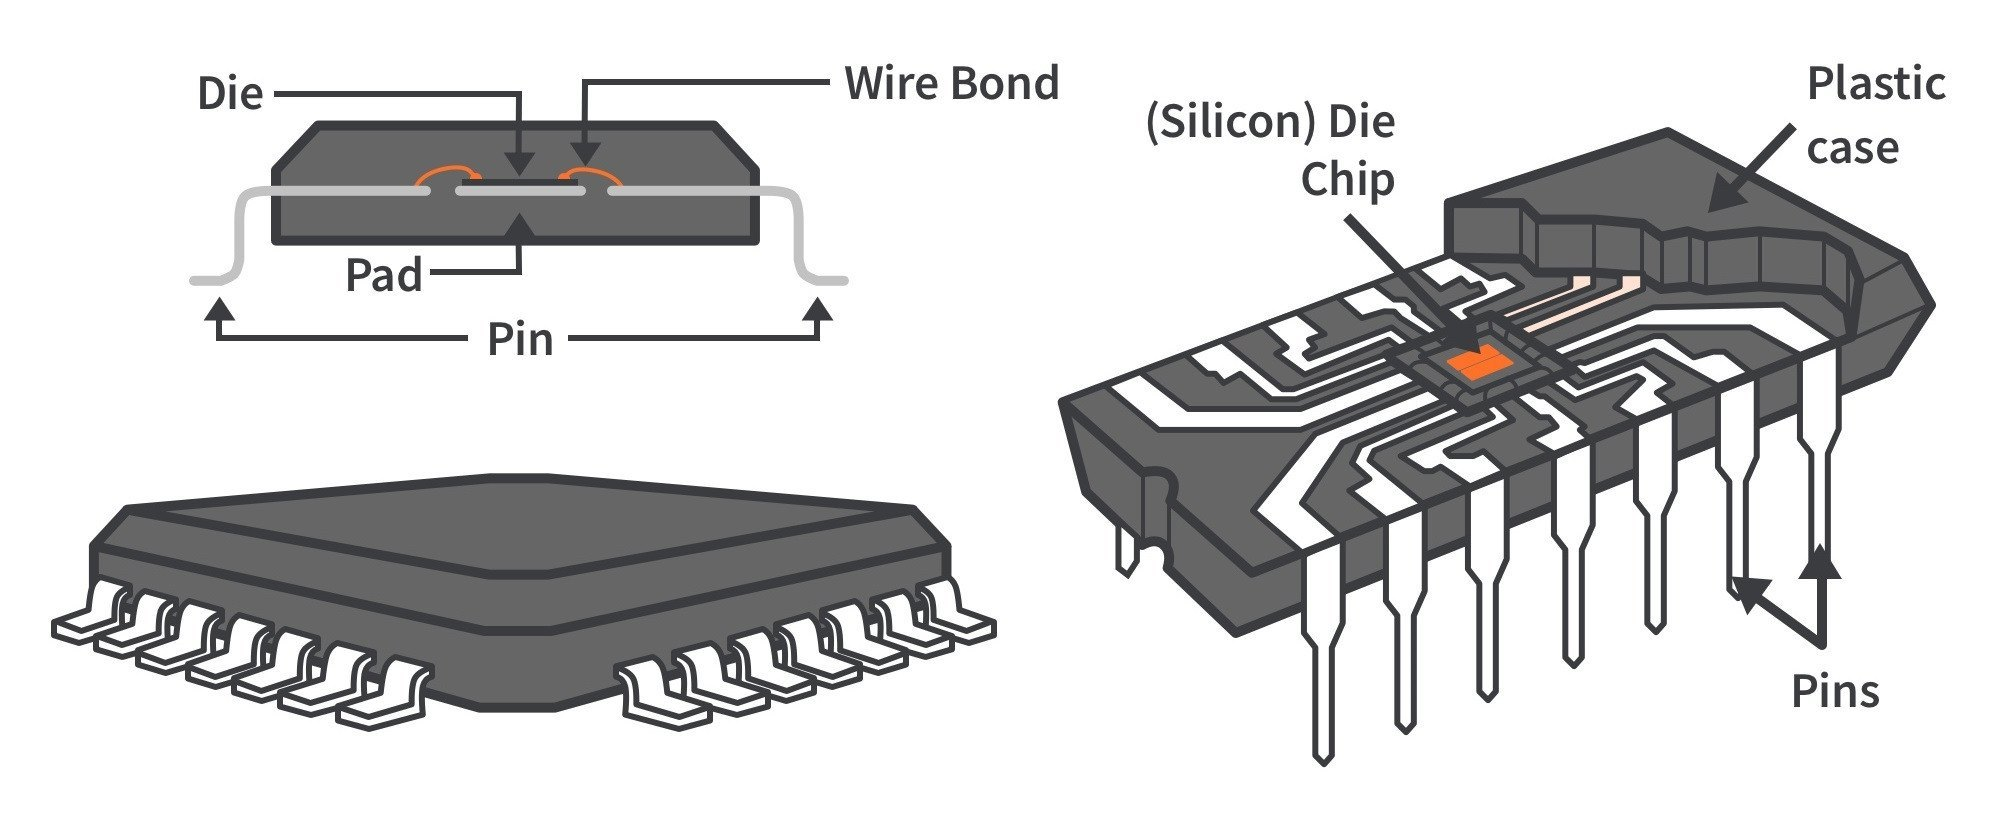 Die
Wire Bond
Pad
Pin
(Silicon) Die
Chip
Plastic
case
Pins